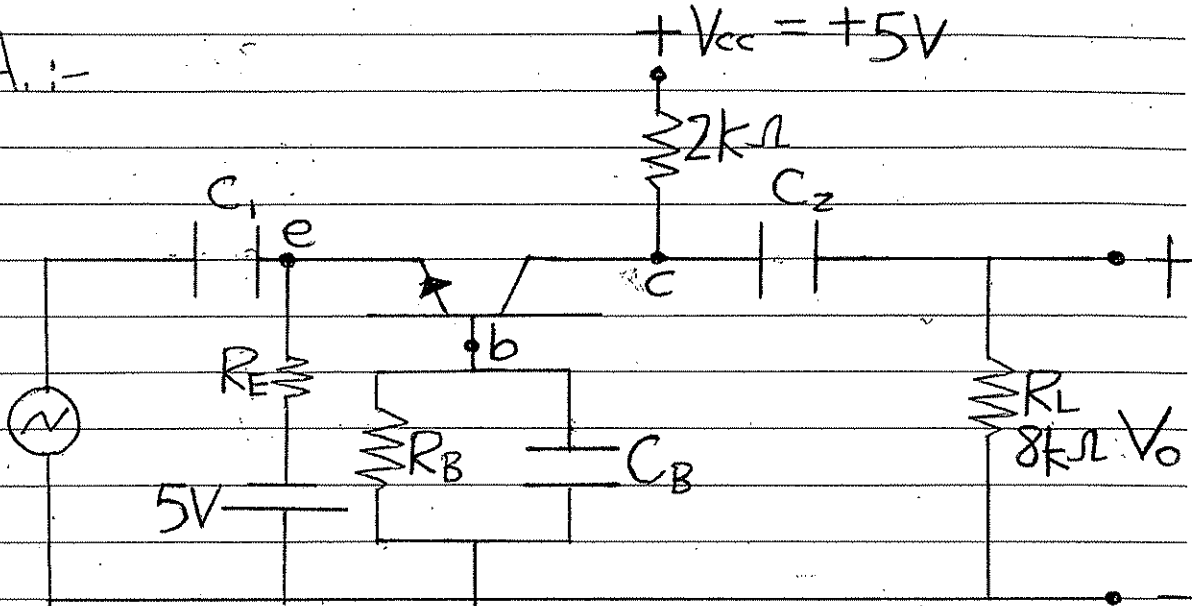 + Vcc = +5V
2kΩ
C1
C2
e
c
b
+
RE
RB
CB
RL
8kΩ
Vo
5V